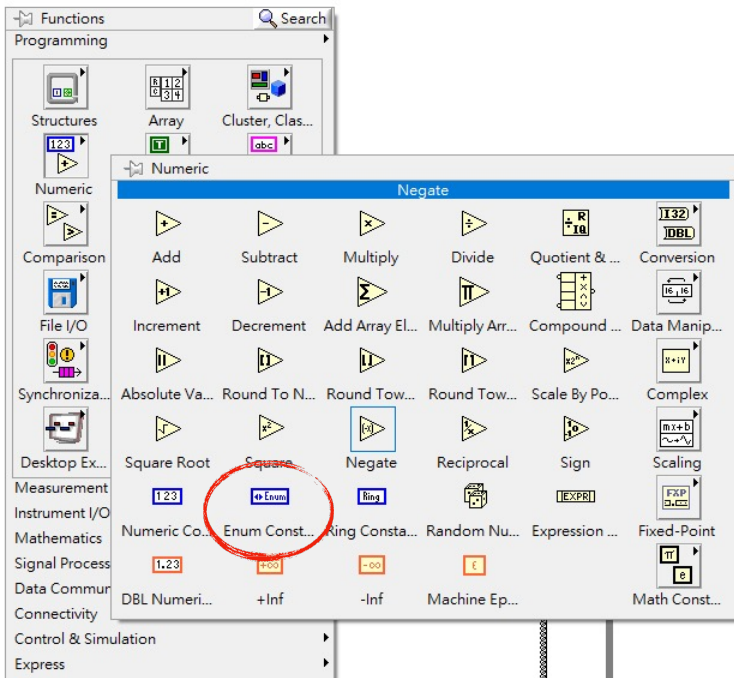 Functions
Search
Programming
Structures
Array
Cluster, Clas...
Numeric
Comparison
File I/O
Synchroniza...
Desktop Ex...
Measurement
Instrument I/O
Mathematics
Signal Process
Data Commun
Connectivity
Control & Simulation
Express
Numeric
Negate
Add
Subtract
Multiply
Divide
Quotient & ...
Conversion
Increment
Decrement
Add Array El...
Multiply Arr...
Compound ...
Data Manip...
Absolute Va...
Round To N...
Round Tow...
Round Tow...
Scale By Po...
Complex
Square Root
Square
Negate
Reciprocal
Sign
Scaling
Numeric Co...
Enum Const...
Ring Consta...
Random Nu...
Expression ...
Fixed-Point
DBL Numeri...
+Inf
-Inf
Machine Ep...
Math Const...